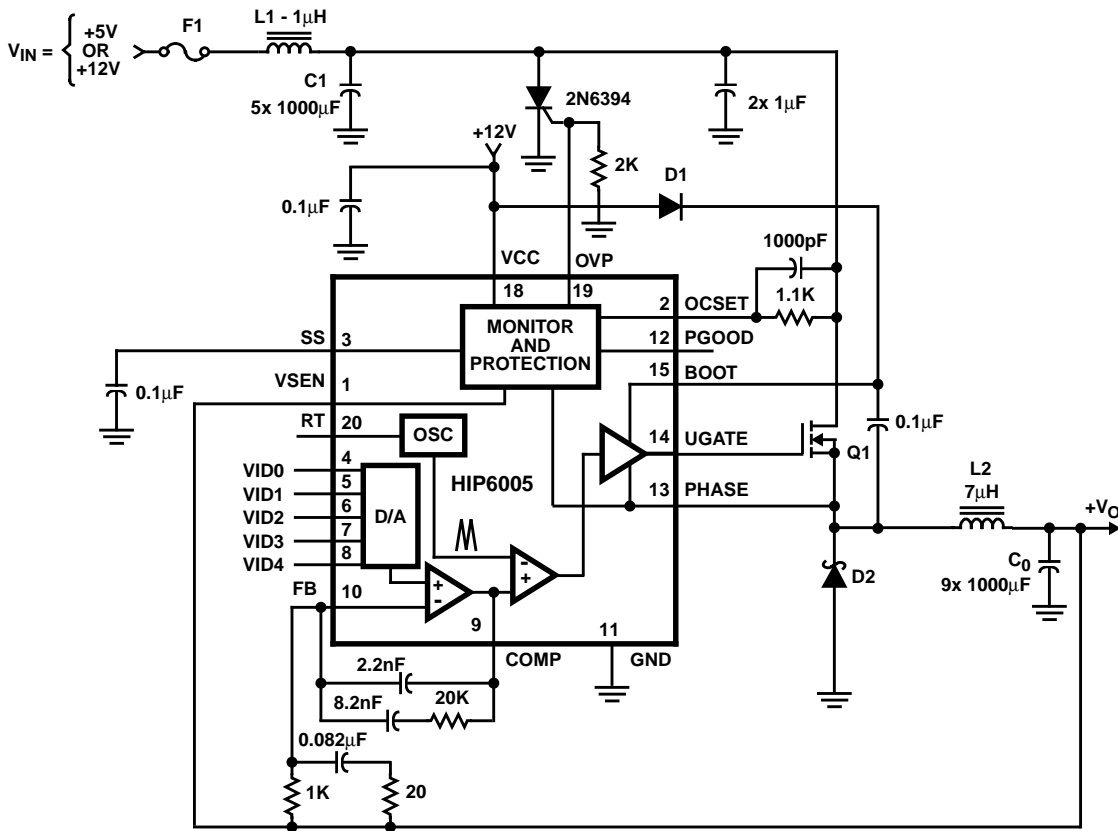 F1
L1 - 1μH
VIN =
+5V
OR
+12V
C1
5x 1000μF
2N6394
2x 1μF
+12V
2K
D1
0.1μF
1000pF
VCC
OVP
18
19
2
OCSET
1.1K
MONITOR
AND
PROTECTION
12
PGOOD
SS
3
15
BOOT
0.1μF
VSEN
1
0.1μF
RT
20
OSC
14
UGATE
Q1
VID0
4
VID1
5
VID2
6
VID3
7
VID4
8
D/A
HIP6005
13
PHASE
L2
7μH
+VO
-
+
D2
C0
9x 1000μF
FB
10
+
-
9
11
COMP
GND
2.2nF
8.2nF
20K
0.082μF
1K
20